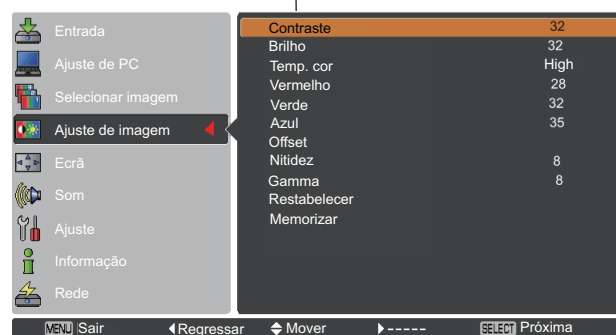 Entrada
Ajuste de PC
Selecionar imagem
Ajuste de imagem
Ecrã
Som
Ajuste
Informação
Rede
Contraste 32
Brilho 32
Temp. cor High
Vermelho 28
Verde 32
Azul 35
Offset
Nitidez 8
Gamma 8
Restabelecer
Memorizar
MENU Sair Regressar Mover ----- SELECT Próxima